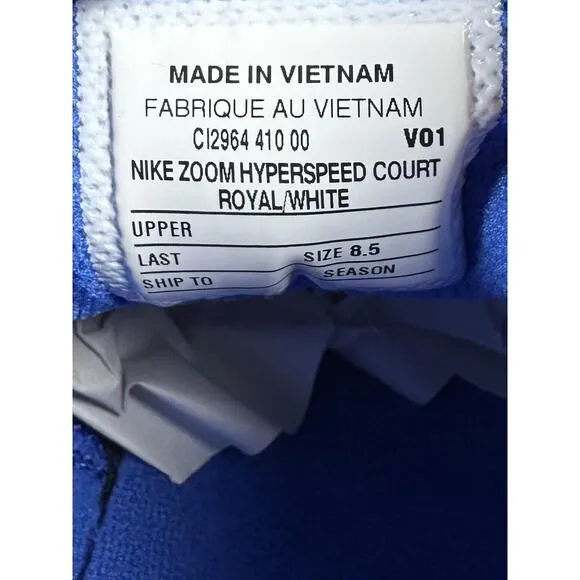 MADE IN VIETNAM
FABRIQUE AU VIETNAM
CI2964 410 00 V01
NIKE ZOOM HYPERSPEED COURT
ROYAL/WHITE
UPPER
LAST SIZE 8.5
SHIP TO SEASON